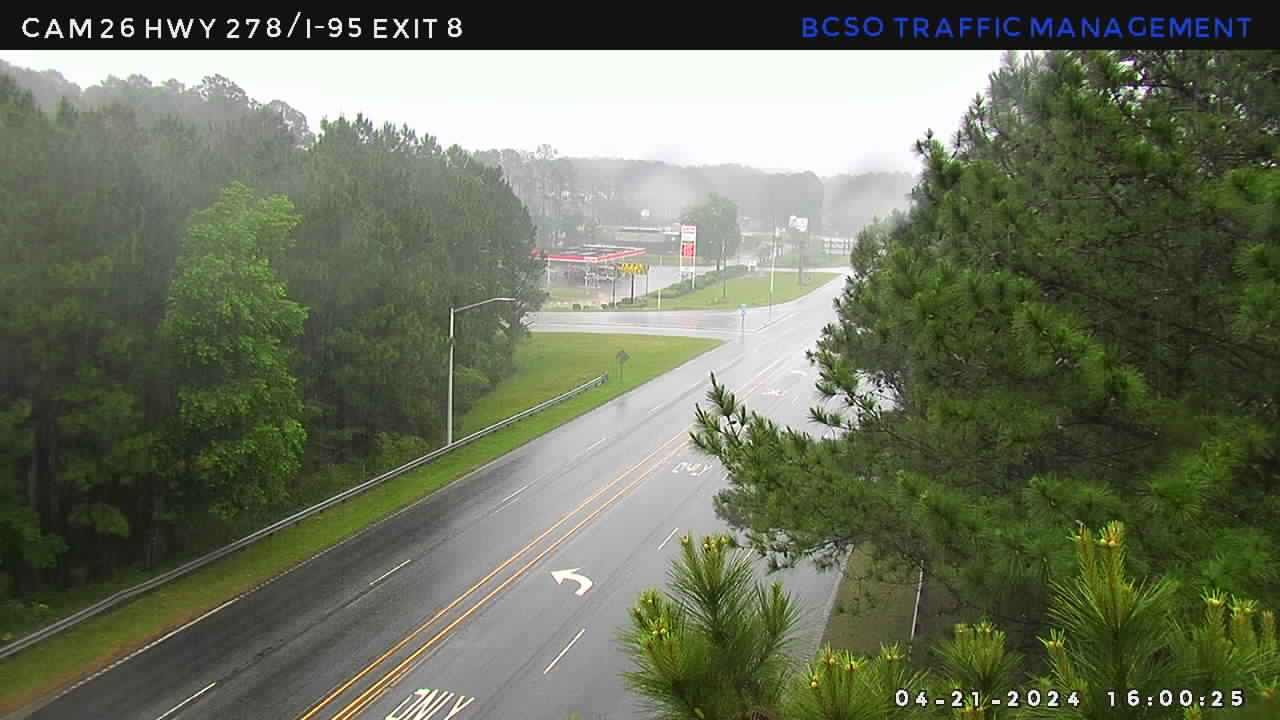 CAM 26 HWY 278/I-95 EXIT 8
BCSO TRAFFIC MANAGEMENT
ONLY
ONLY
04-21-2024 16:00:25